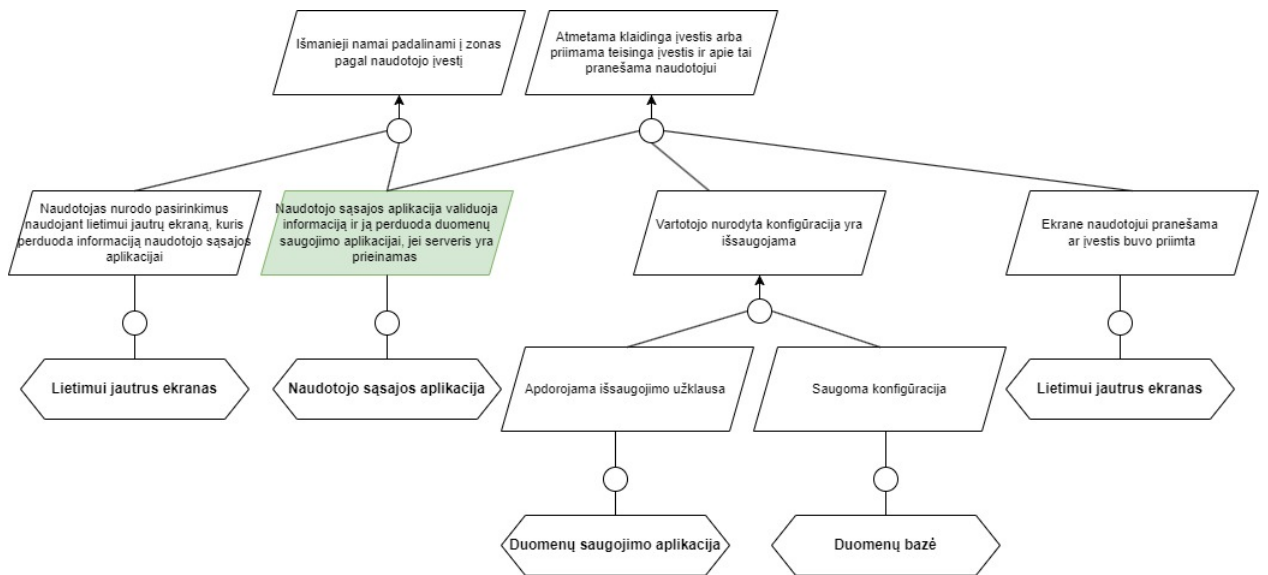 Išmanieji namai padalinami į zonas
pagal naudotojo įvestį
Atmetama klaidinga įvestis arba
priimama teisinga įvestis ir apie tai
pranešama naudotojui
Naudotojas nurodo pasirinkimus
naudojant lietimui jautrų ekraną, kuris
perduoda informaciją naudotojo sąsajos
aplikacijai
Naudotojo sąsajos aplikacija validuoja
informaciją ir ją perduoda duomenų
saugojimo aplikacijai, jei serveris yra
prieinamas
Vartotojo nurodyta konfigūracija yra
išsaugojama
Ekrane naudotojui pranešama
ar įvestis buvo priimta
Lietimui jautrus ekranas
Naudotojo sąsajos aplikacija
Apdorojama išsaugojimo užklausa
Saugoma konfigūracija
Lietimui jautrus ekranas
Duomenų saugojimo aplikacija
Duomenų bazė